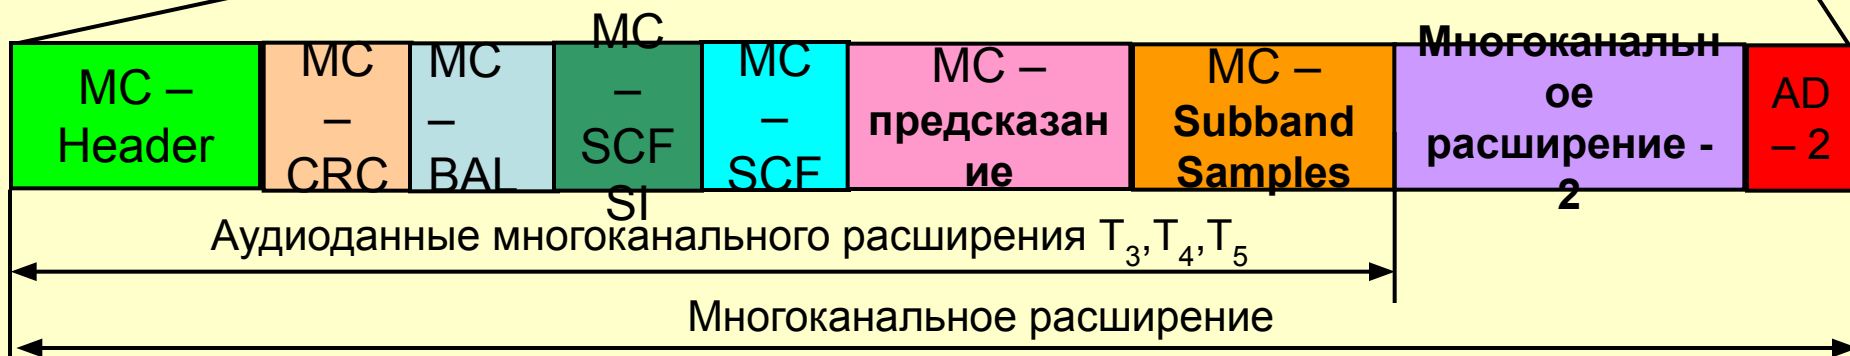 MC –
Header
MC
–
CRC
MC
–
BAL
MC
–
SCF
SI
MC
–
SCF
MC –
предсказан
ие
MC –
Subband
Samples
Многоканальн
ое
расширение -
2
AD
– 2
Аудиоданные многоканального расширения T3,T4,T5
Многоканальное расширение